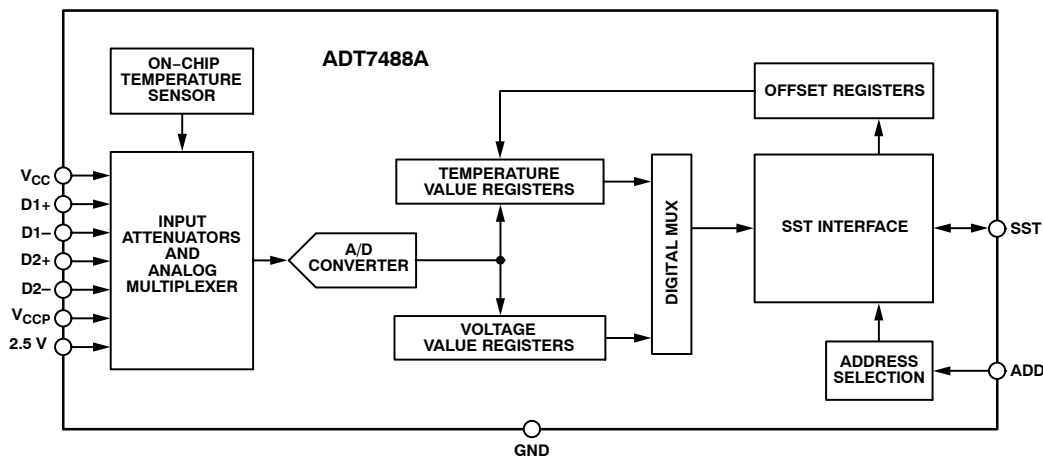 ADT7488A
ON–CHIP
TEMPERATURE
SENSOR
OFFSET REGISTERS
VCC
D1+
D1–
D2+
D2–
VCCP
2.5 V
INPUT
ATTENUATORS
AND
ANALOG
MULTIPLEXER
A/D
CONVERTER
TEMPERATURE
VALUE REGISTERS
VOLTAGE
VALUE REGISTERS
DIGITAL MUX
SST INTERFACE
SST
ADDRESS
SELECTION
ADD
GND